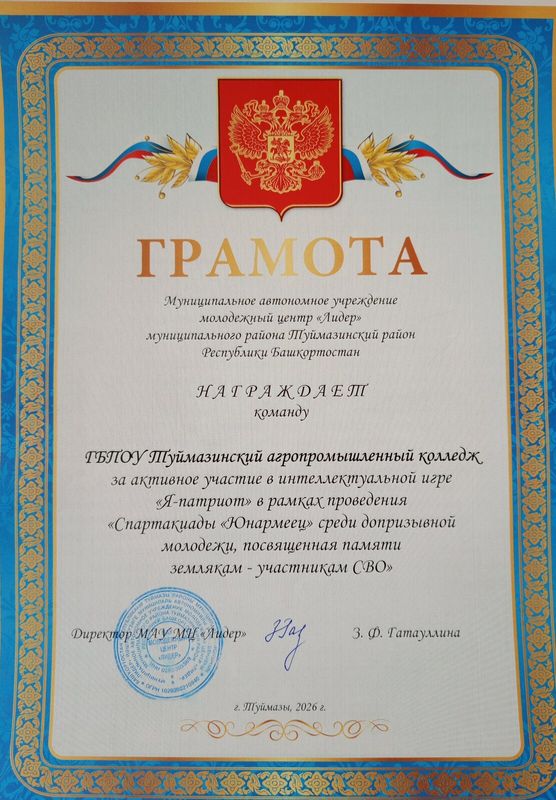 ГРАМОТА
Муниципальное автономное учреждение
молодежный центр «Лидер»
муниципального района Туймазинский район
Республики Башкортостан
НАГРАЖДАЕТ
команду
ГБПОУ Туймазинский агропромышленный колледж
за активное участие в интеллектуальной игре
«Я-патриот» в рамках проведения
«Спартакиады «Юнармеец» среди допризывной
молодежи, посвященная памяти
землякам - участникам СВО»
Директор МАУ МЦ «Лидер» З. Ф. Гатауллина
ЦЕНТР
«ЛИДЕР»
г. Туймазы, 2026 г.